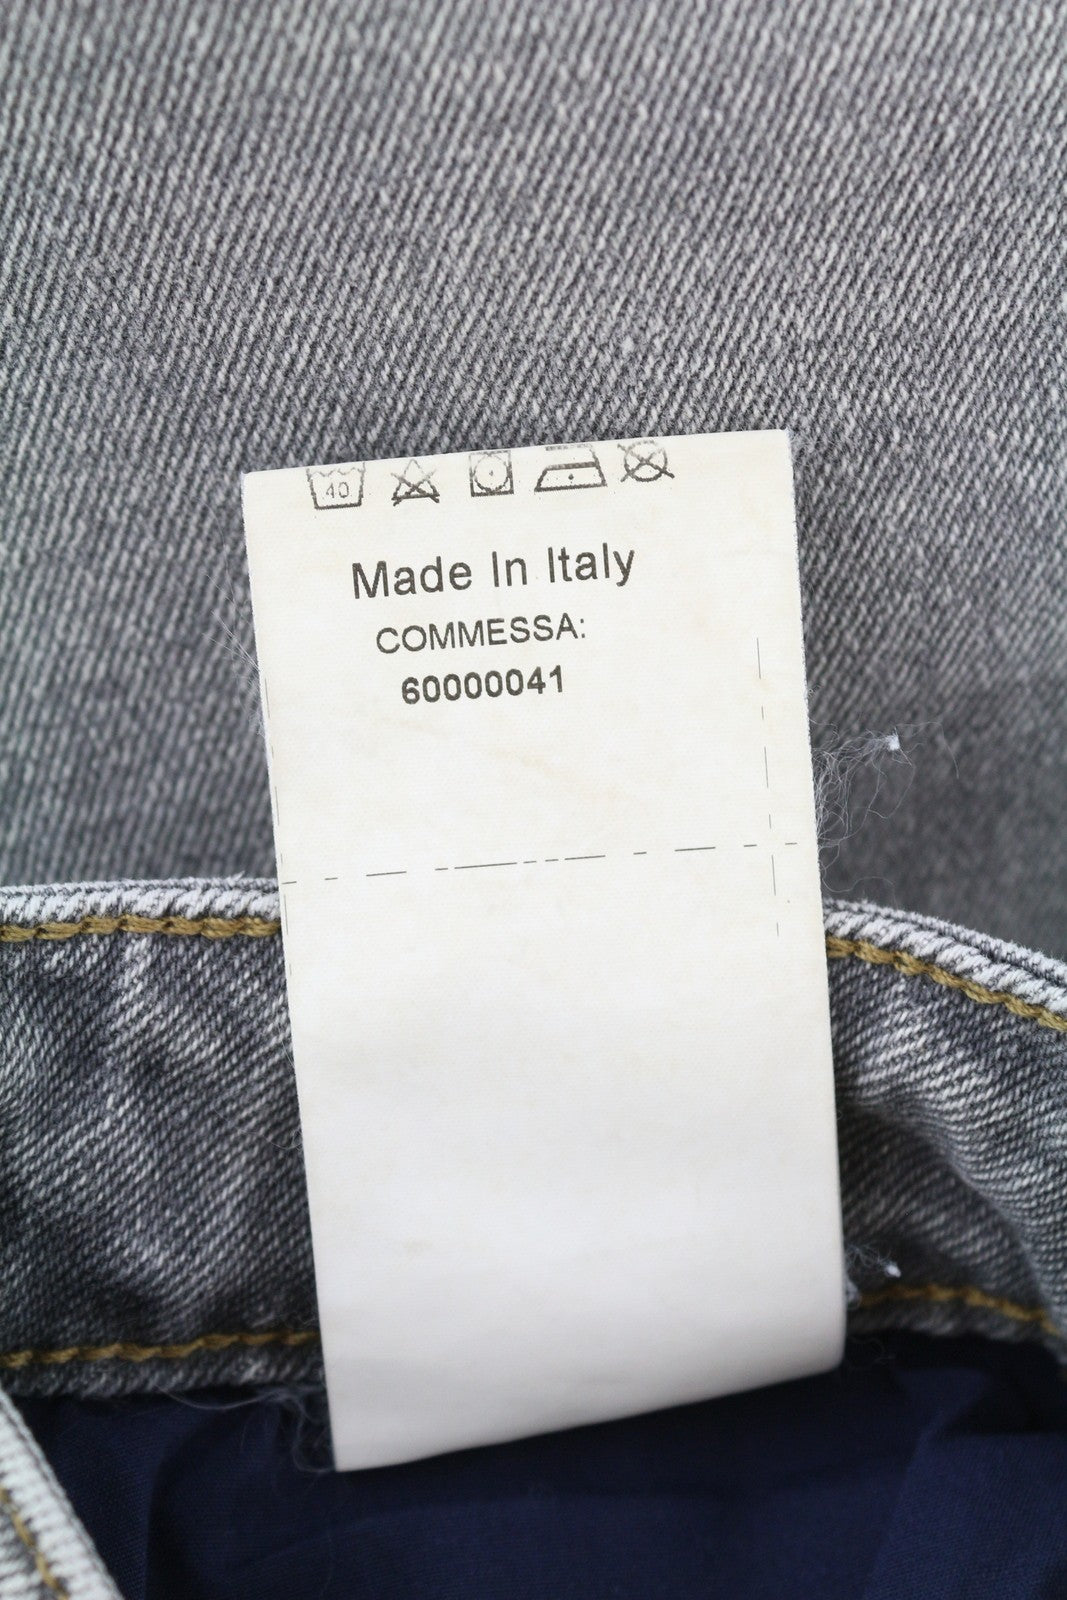 40
Made In Italy
COMMESSA:
60000041